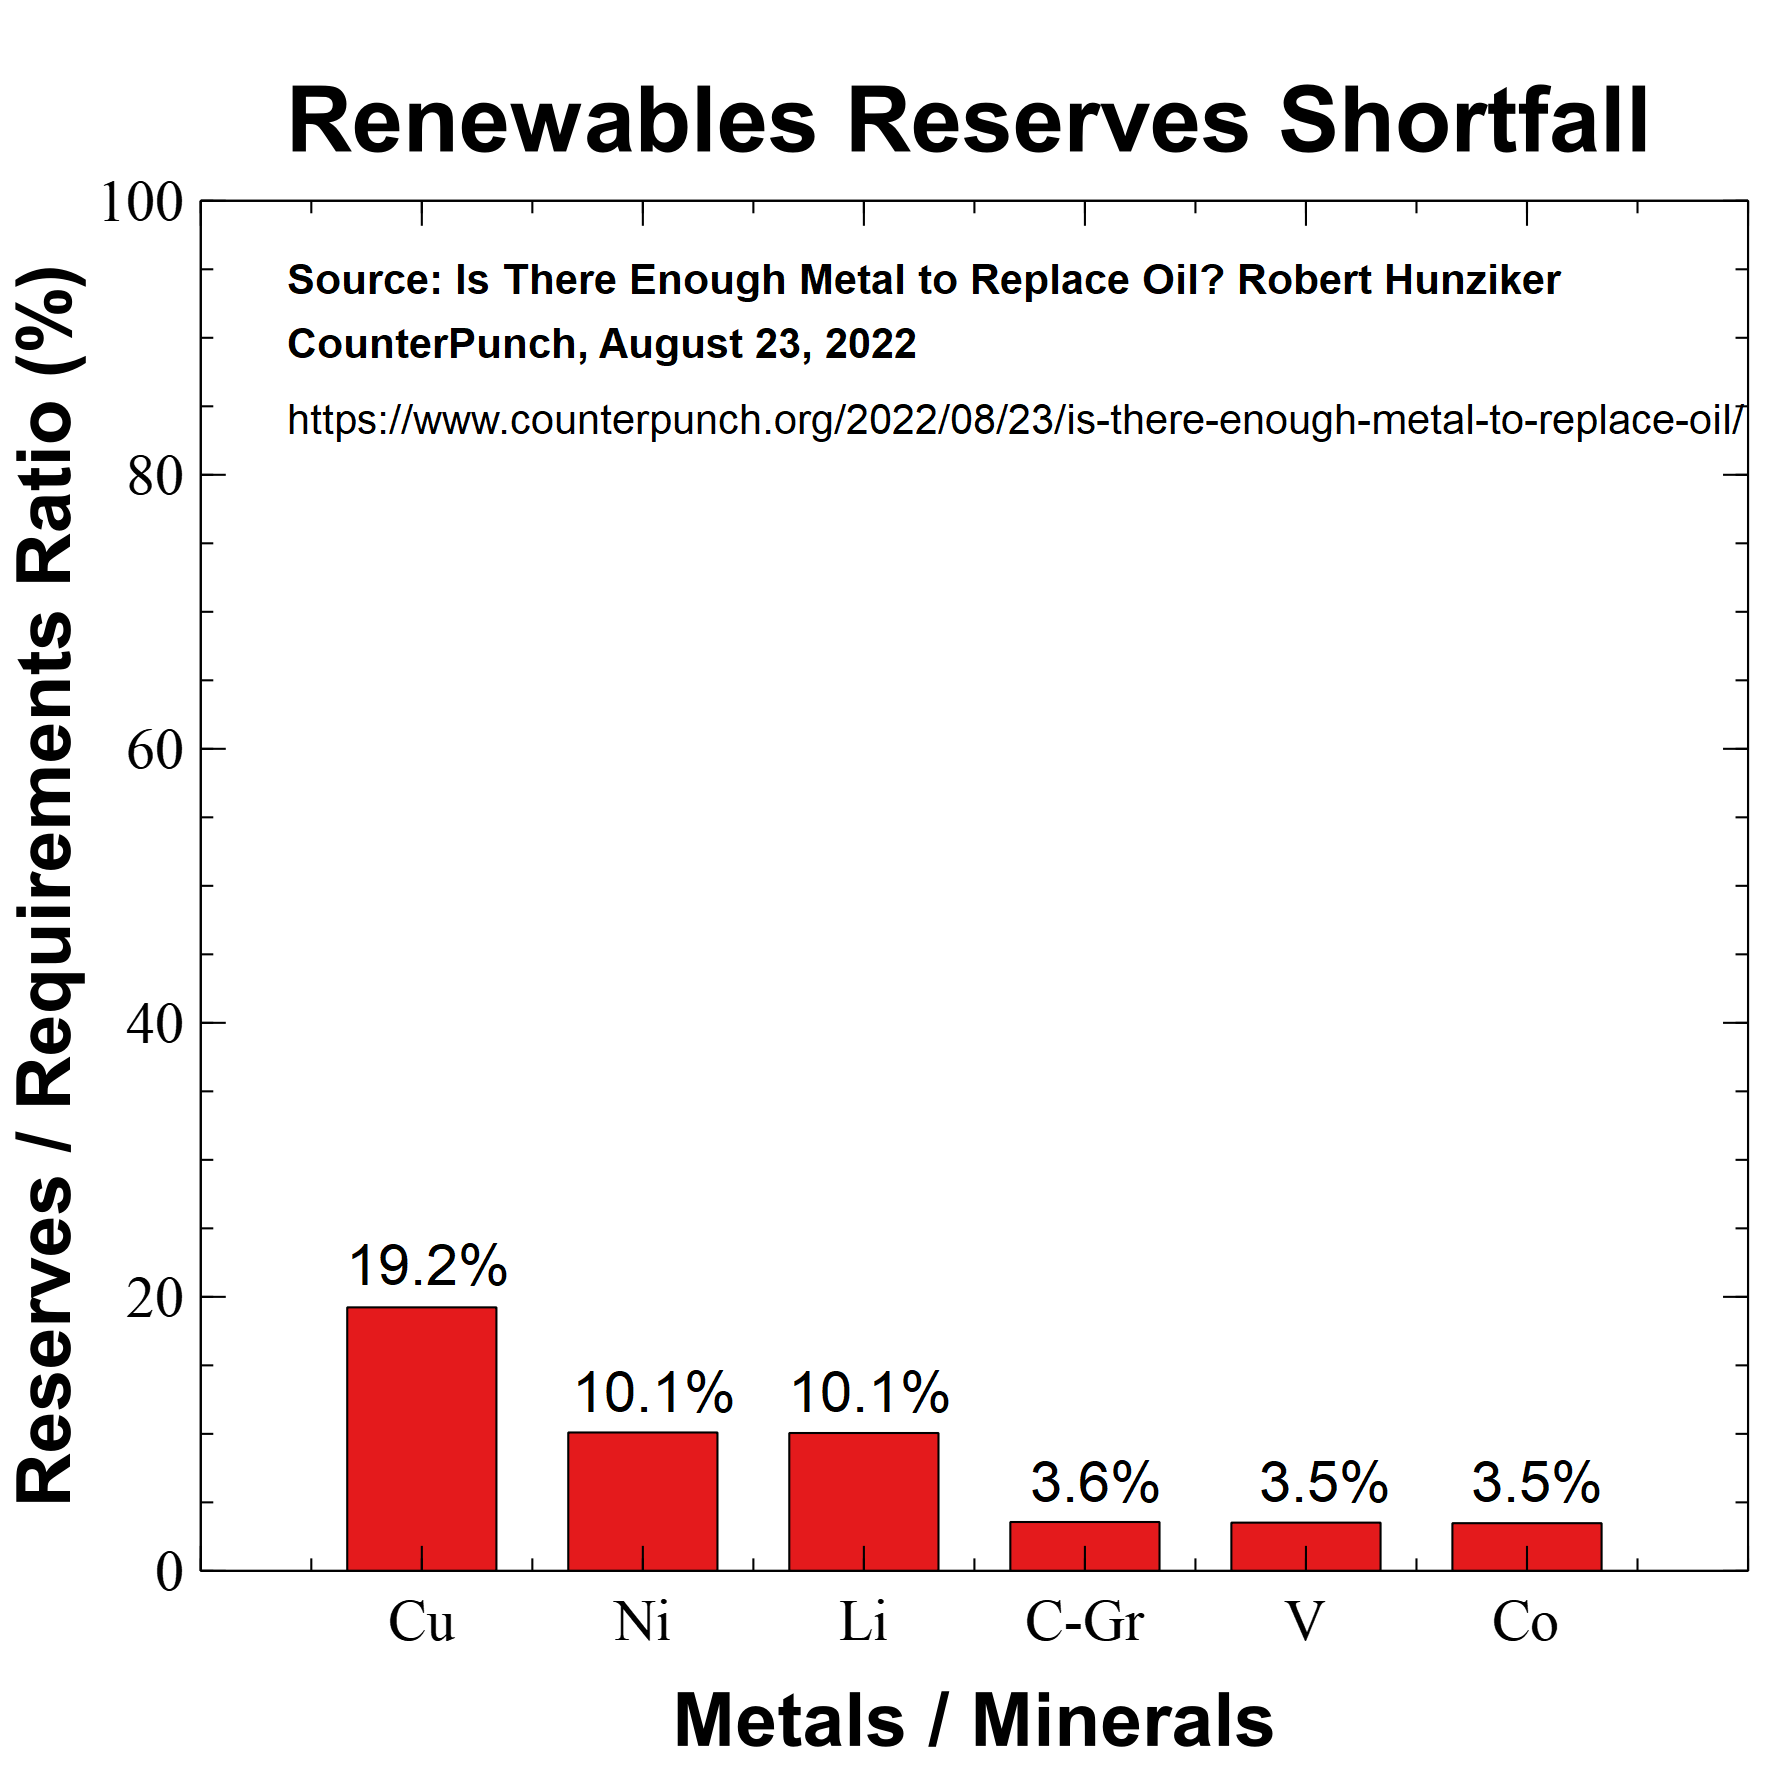 Renewables Reserves Shortfall
100
80
60
40
20
0
Reserves / Requirements Ratio (%)
Source: Is There Enough Metal to Replace Oil? Robert Hunziker
CounterPunch, August 23, 2022
https://www.counterpunch.org/2022/08/23/is-there-enough-metal-to-replace-oil/
19.2%
10.1%
10.1%
3.6%
3.5%
3.5%
Cu
Ni
Li
C-Gr
V
Co
Metals / Minerals